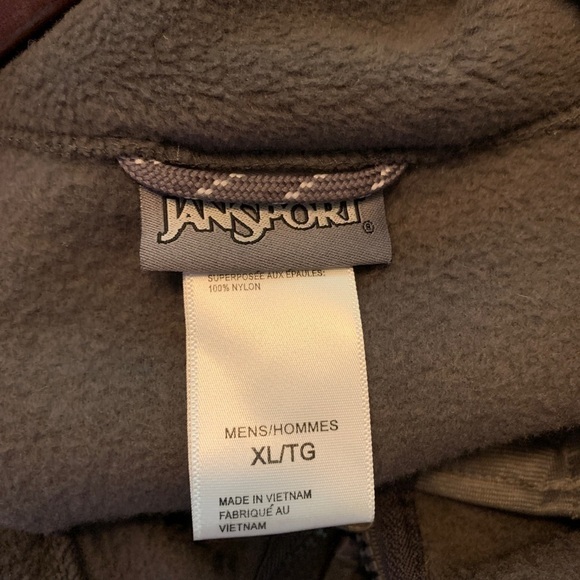 JANSPORT®
SUPERPOSÉE AUX ÉPAULES:
100% NYLON
MENS/HOMMES
XL/TG
MADE IN VIETNAM
FABRIQUÉ AU
VIETNAM